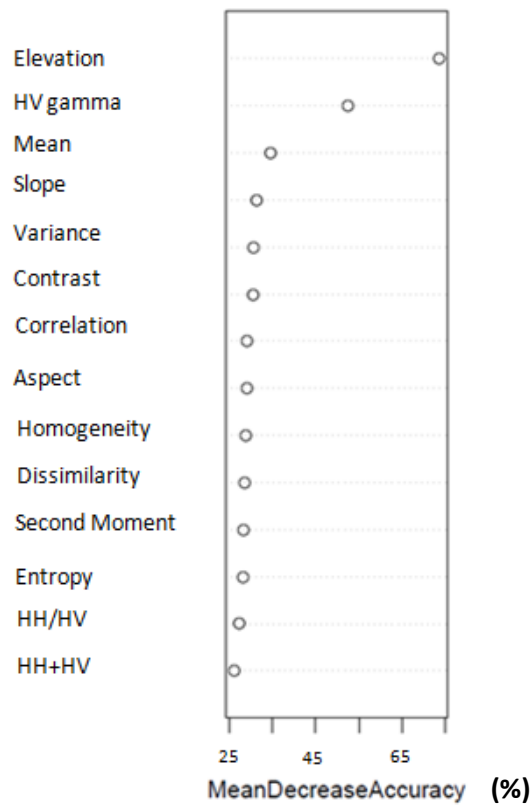 Elevation
HV gamma
Mean
Slope
Variance
Contrast
Correlation
Aspect
Homogeneity
Dissimilarity
Second Moment
Entropy
HH/HV
HH+HV
25 45 65
MeanDecreaseAccuracy (%)